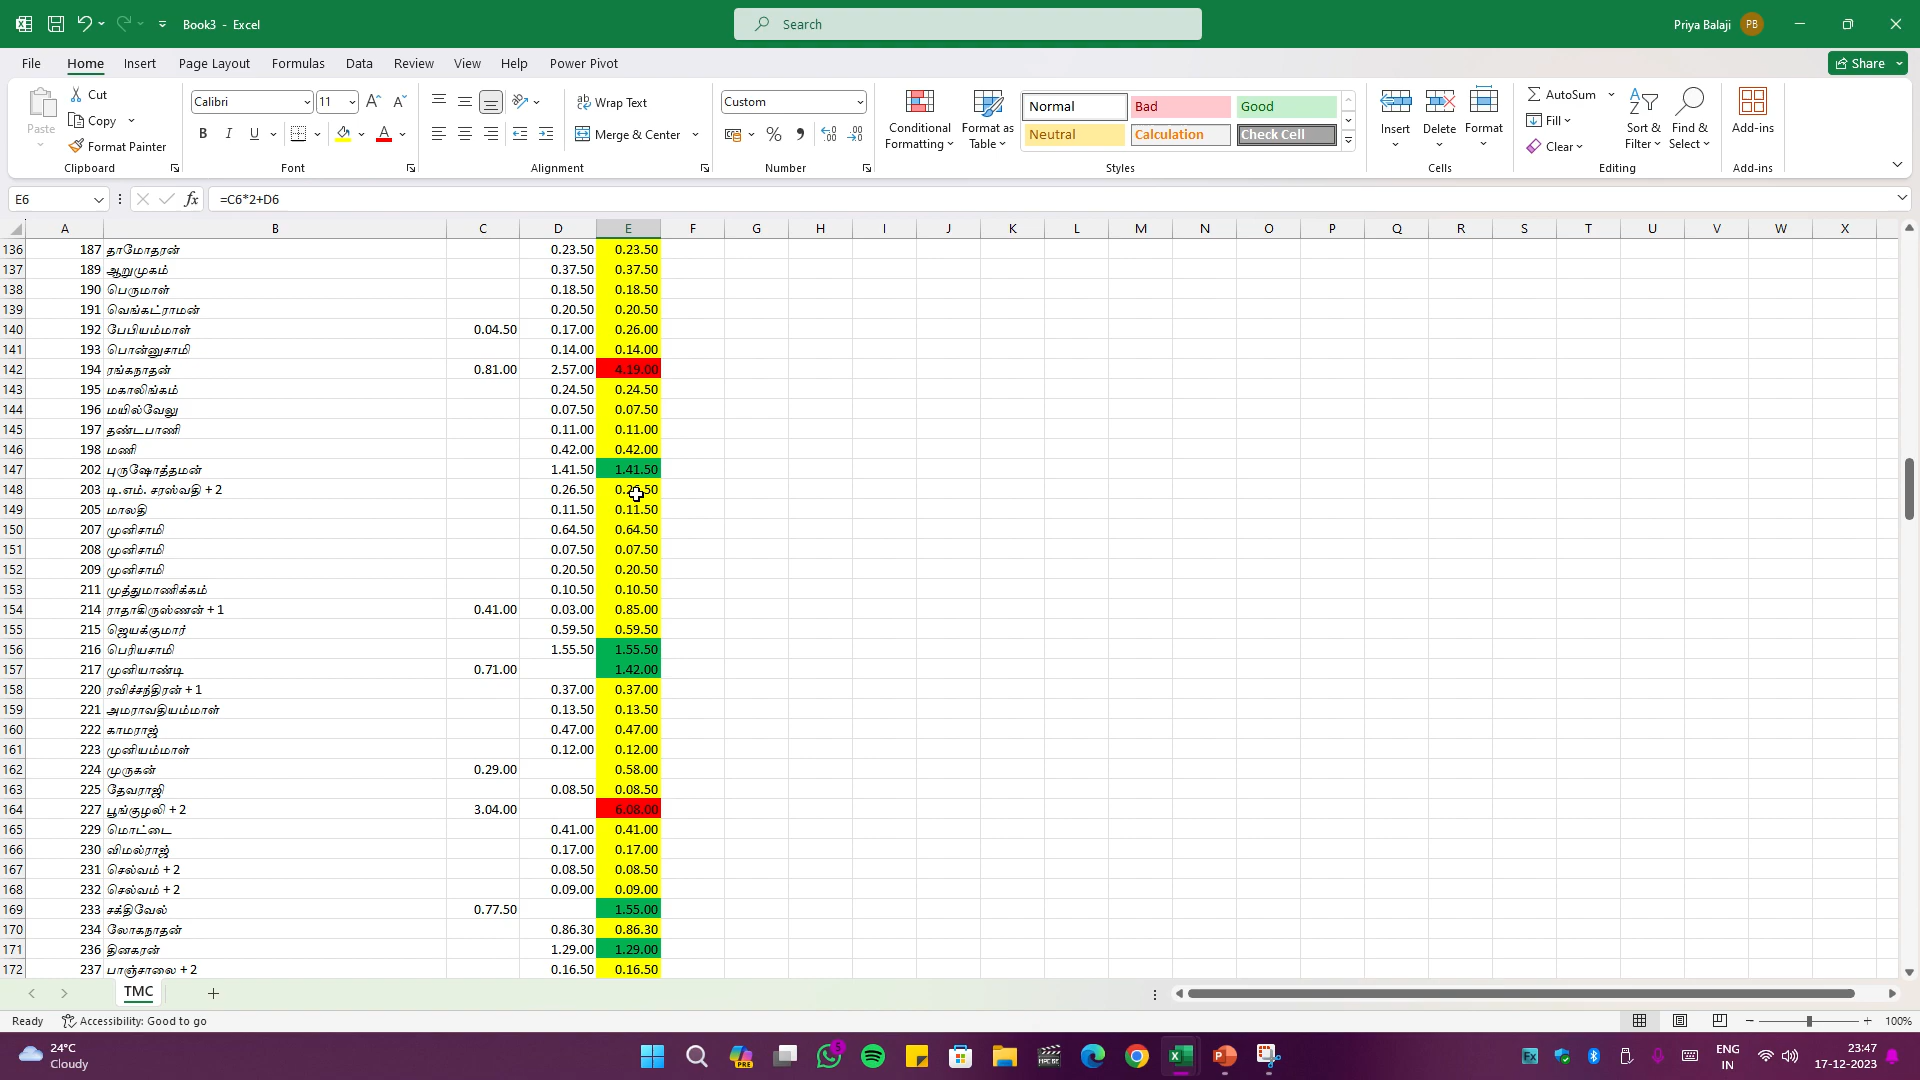 Book3 - Excel
Search
Priya Balaji PB
File Home Insert Page Layout Formulas Data Review View Help Power Pivot
Share
Paste Cut Copy Format Painter Clipboard
Calibri 11 B I U Font
Wrap Text Merge & Center Alignment
Custom % Number
Conditional Formatting Format as Table Normal Bad Good Neutral Calculation Check Cell Styles
Insert Delete Format Cells
AutoSum Fill Clear Sort & Filter Find & Select Editing
Add-ins Add-ins
E6 fx =C6*2+D6
A B C D E F G H I J K L M N O P Q R S T U V W X
136 187 தாமோதரன் 0.23.50 0.23.50
137 189 ஆறுமுகம் 0.37.50 0.37.50
138 190 பெருமாள் 0.18.50 0.18.50
139 191 வெங்கட்ராமன் 0.20.50 0.20.50
140 192 பேபியம்மாள் 0.04.50 0.17.00 0.26.00
141 193 பொன்னுசாமி 0.14.00 0.14.00
142 194 ரங்கநாதன் 0.81.00 2.57.00 4.19.00
143 195 மகாலிங்கம் 0.24.50 0.24.50
144 196 மயில்வேலு 0.07.50 0.07.50
145 197 தண்டபாணி 0.11.00 0.11.00
146 198 மணி 0.42.00 0.42.00
147 202 புருஷோத்தமன் 1.41.50 1.41.50
148 203 டி.எம். சரஸ்வதி + 2 0.26.50
149 205 மாலதி 0.11.50 0.11.50
150 207 முனிசாமி 0.64.50 0.64.50
151 208 முனிசாமி 0.07.50 0.07.50
152 209 முனிசாமி 0.20.50 0.20.50
153 211 முத்துமாணிக்கம் 0.10.50 0.10.50
154 214 ராதாகிருஸ்ணன் + 1 0.41.00 0.03.00 0.85.00
155 215 ஜெயக்குமார் 0.59.50 0.59.50
156 216 பெரியசாமி 1.55.50 1.55.50
157 217 முனியாண்டி 0.71.00 1.42.00
158 220 ரவிச்சந்திரன் + 1 0.37.00 0.37.00
159 221 அமராவதியம்மாள் 0.13.50 0.13.50
160 222 காமராஜ் 0.47.00 0.47.00
161 223 முனியம்மாள் 0.12.00 0.12.00
162 224 முருகன் 0.29.00 0.58.00
163 225 தேவராஜி 0.08.50 0.08.50
164 227 பூங்குழலி + 2 3.04.00 6.08.00
165 229 மொட்டை 0.41.00 0.41.00
166 230 விமல்ராஜ் 0.17.00 0.17.00
167 231 செல்வம் + 2 0.08.50 0.08.50
168 232 செல்வம் + 2 0.09.00 0.09.00
169 233 சக்திவேல் 0.77.50 1.55.00
170 234 லோகநாதன் 0.86.30 0.86.30
171 236 தினகரன் 1.29.00 1.29.00
172 237 பாஞ்சாலை + 2 0.16.50 0.16.50
TMC
Ready Accessibility: Good to go 100%
24°C
Cloudy
ENG
IN
23:47
17-12-2023